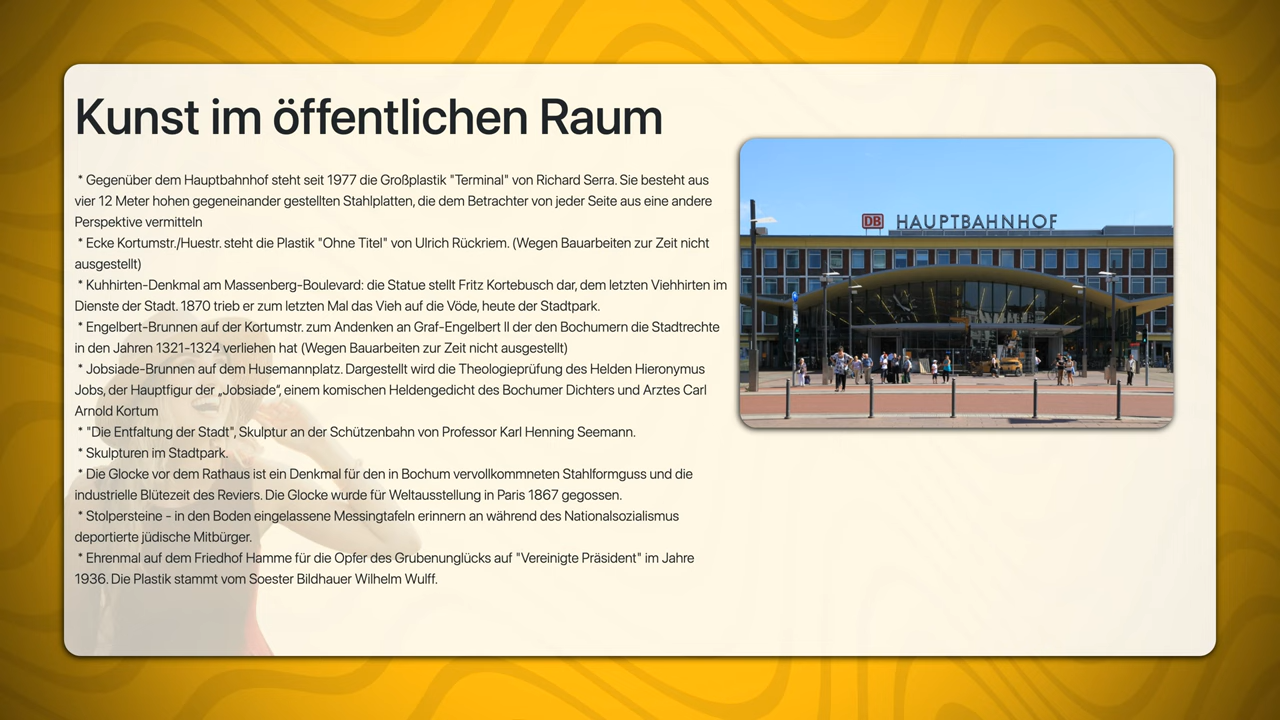 Kunst im öffentlichen Raum
* Gegenüber dem Hauptbahnhof steht seit 1977 die Großplastik "Terminal" von Richard Serra. Sie besteht aus
vier 12 Meter hohen gegeneinander gestellten Stahlplatten, die dem Betrachter von jeder Seite aus eine andere
Perspektive vermitteln
* Ecke Kortumstr./Huestr. steht die Plastik "Ohne Titel" von Ulrich Rückriem. (Wegen Bauarbeiten zur Zeit nicht
ausgestellt)
* Kuhhirten-Denkmal am Massenberg-Boulevard: die Statue stellt Fritz Kortebusch dar, dem letzten Viehhirten im
Dienste der Stadt. 1870 trieb er zum letzten Mal das Vieh auf die Vöde, heute der Stadtpark.
* Engelbert-Brunnen auf der Kortumstr. zum Andenken an Graf-Engelbert II der den Bochumern die Stadtrechte
in den Jahren 1321-1324 verliehen hat (Wegen Bauarbeiten zur Zeit nicht ausgestellt)
* Jobsiade-Brunnen auf dem Husemannplatz. Dargestellt wird die Theologieprüfung des Helden Hieronymus
Jobs, der Hauptfigur der „Jobsiade“, einem komischen Heldengedicht des Bochumer Dichters und Arztes Carl
Arnold Kortum
* "Die Entfaltung der Stadt", Skulptur an der Schützenbahn von Professor Karl Henning Seemann.
* Skulpturen im Stadtpark.
* Die Glocke vor dem Rathaus ist ein Denkmal für den in Bochum vervollkommneten Stahlformguss und die
industrielle Blütezeit des Reviers. Die Glocke wurde für Weltausstellung in Paris 1867 gegossen.
* Stolpersteine - in den Boden eingelassene Messingtafeln erinnern an während des Nationalsozialismus
deportierte jüdische Mitbürger.
* Ehrenmal auf dem Friedhof Hamme für die Opfer des Grubenunglücks auf "Vereinigte Präsident" im Jahre
1936. Die Plastik stammt vom Soester Bildhauer Wilhelm Wulff.
DB HAUPTBAHNHOF